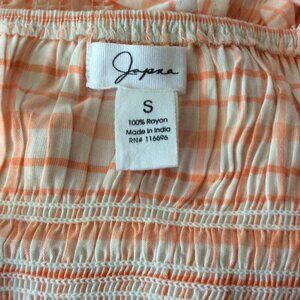 Japna
S
100% Rayon
Made in India
RN# 116696